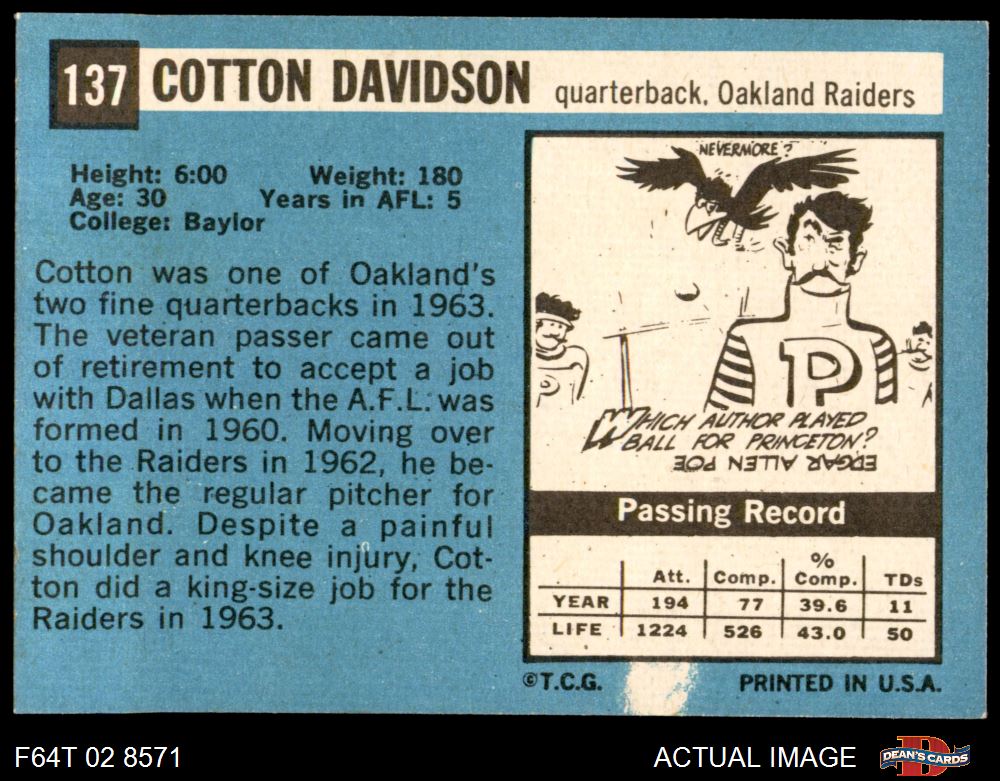 137 COTTON DAVIDSON quarterback, Oakland Raiders
Height: 6:00 Weight: 180
Age: 30 Years in AFL: 5
College: Baylor
Cotton was one of Oakland's
two fine quarterbacks in 1963.
The veteran passer came out
of retirement to accept a job
with Dallas when the A.F.L. was
formed in 1960. Moving over
to the Raiders in 1962, he be-
came the regular pitcher for
Oakland. Despite a painful
shoulder and knee injury, Cot-
ton did a king-size job for the
Raiders in 1963.
NEVERMORE?
P
WHICH AUTHOR PLAYED
BALL FOR PRINCETON?
EDGAR ALLEN POE
Passing Record
Att. Comp. % Comp. TDs
YEAR 194 77 39.6 11
LIFE 1224 526 43.0 50
©T.C.G. PRINTED IN U.S.A.
F64T 02 8571 ACTUAL IMAGE D DEAN'S CARDS